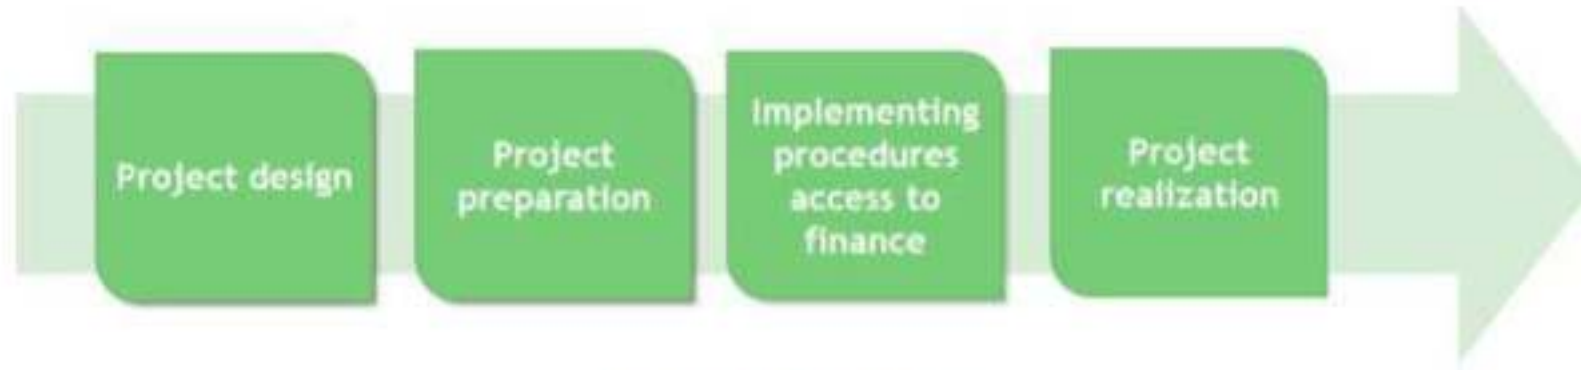 Project design
Project
preparation
Implementing
procedures
access to
finance
Project
realization